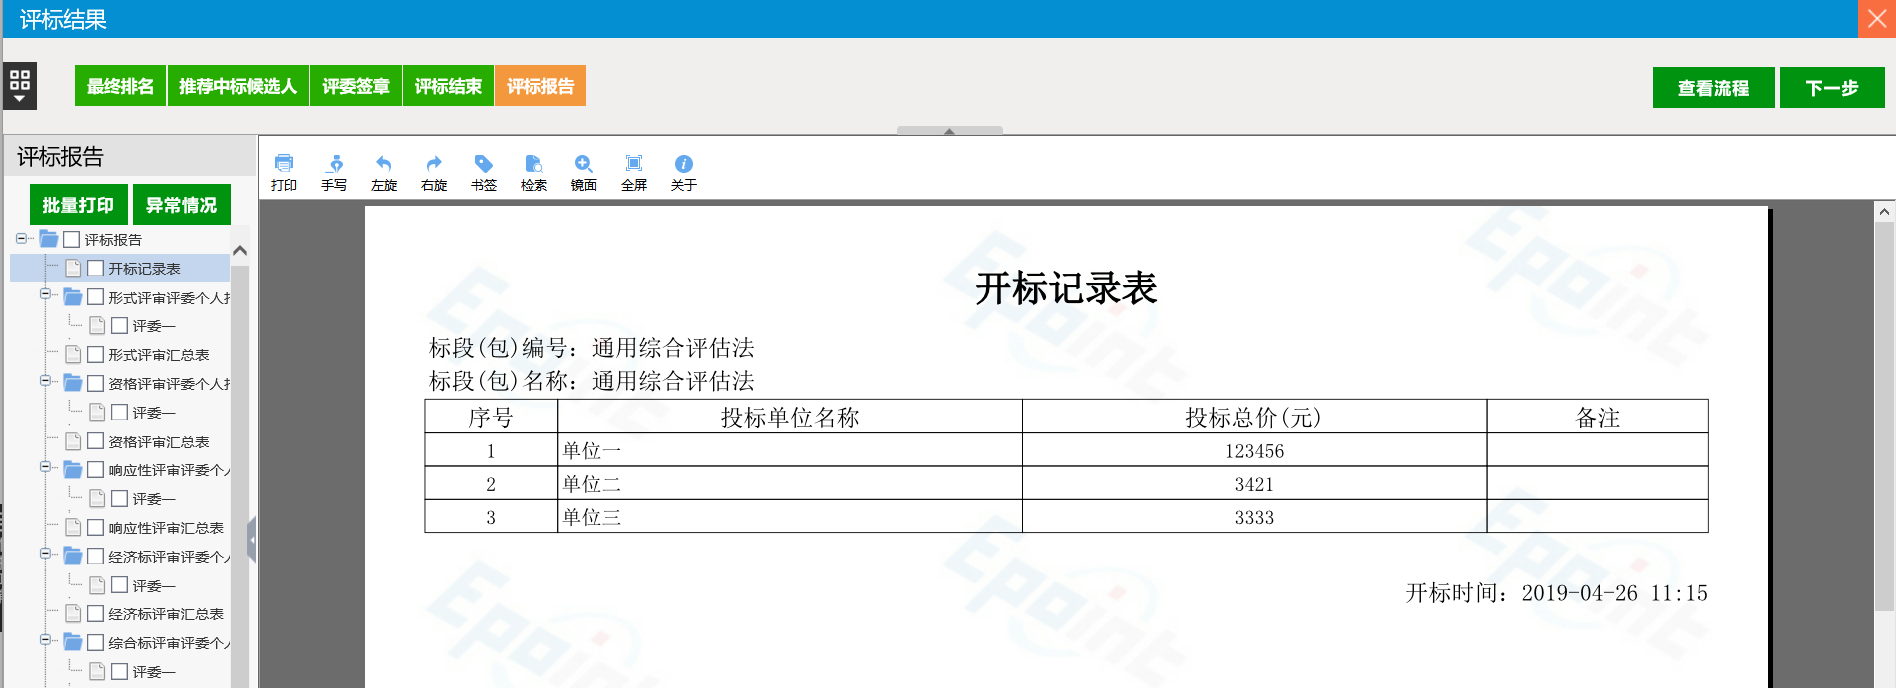 评标结果
最终排名 推荐中标候选人 评委签章 评标结束 评标报告
查看流程 下一步
评标报告
批量打印 异常情况
评标报告
开标记录表
形式评审评委个人
评委一
形式评审汇总表
资格评审评委个人
评委一
资格评审汇总表
响应性评审评委个人
评委一
响应性评审汇总表
经济标评审评委个人
评委一
经济标评审汇总表
综合标评审评委个人
评委一
打印 手写 左旋 右旋 书签 检索 镜面 全屏 关于
开标记录表
标段(包)编号：通用综合评估法
标段(包)名称：通用综合评估法
序号 投标单位名称 投标总价(元) 备注
1 单位一 123456
2 单位二 3421
3 单位三 3333
开标时间：2019-04-26 11:15
Epoint
Epoint
Epoint
Epoint
Epoint
Epoint